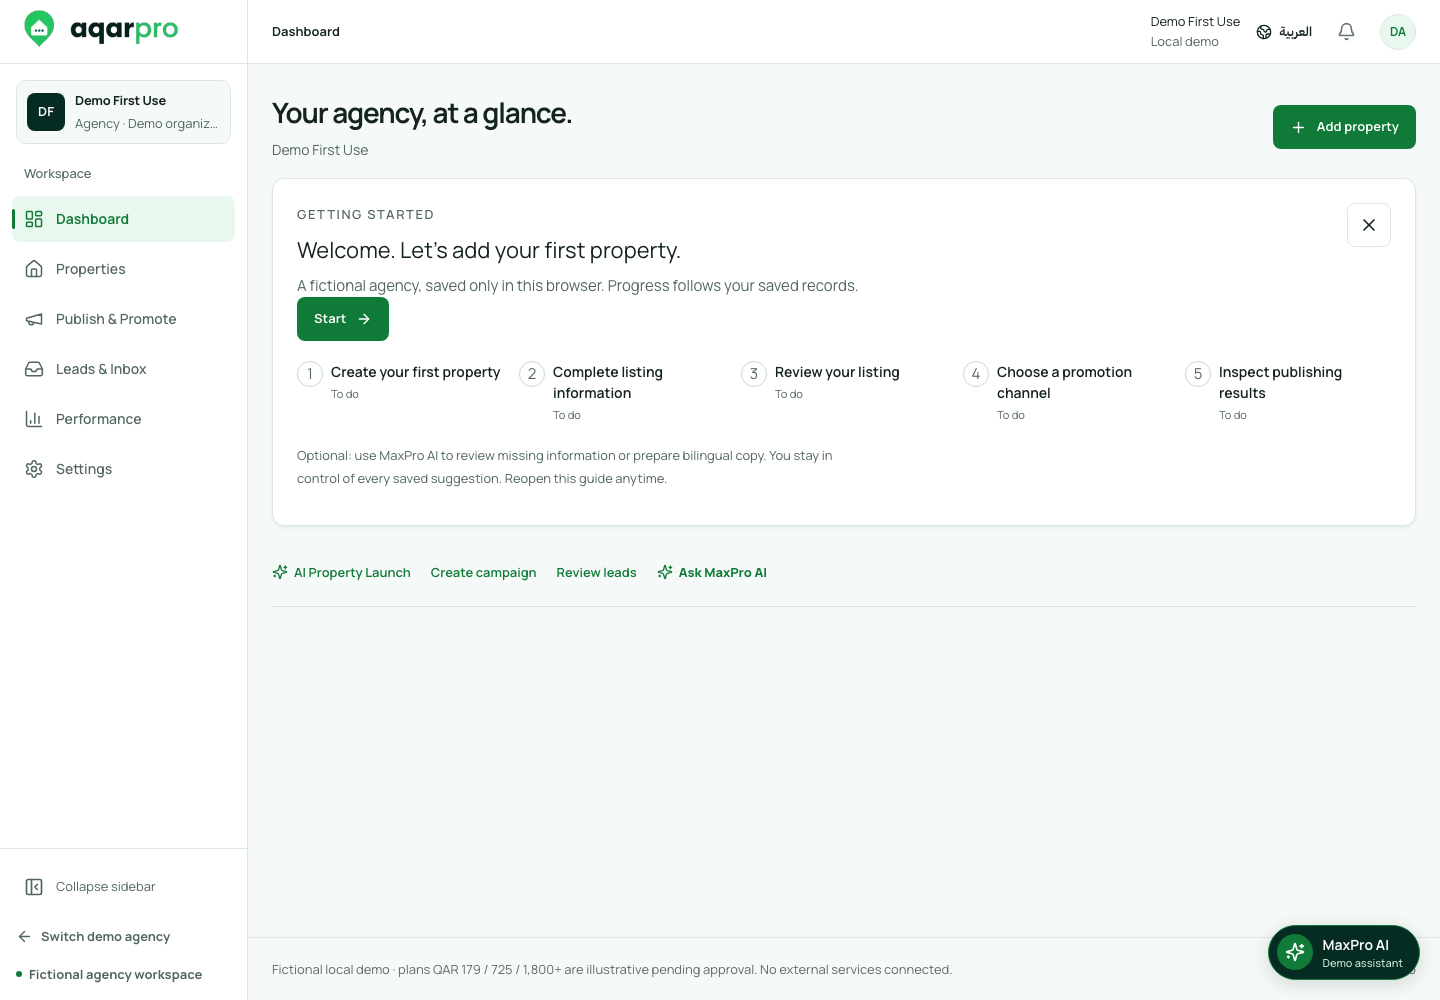 aqarpro
Dashboard
Demo First Use
Local demo
العربية
DA
DF
Demo First Use
Agency · Demo organiz...
Workspace
Dashboard
Properties
Publish & Promote
Leads & Inbox
Performance
Settings
Collapse sidebar
Switch demo agency
Fictional agency workspace
Your agency, at a glance.
Demo First Use
Add property
GETTING STARTED
Welcome. Let's add your first property.
A fictional agency, saved only in this browser. Progress follows your saved records.
Start
1 Create your first property
To do
2 Complete listing
information
To do
3 Review your listing
To do
4 Choose a promotion
channel
To do
5 Inspect publishing
results
To do
Optional: use MaxPro AI to review missing information or prepare bilingual copy. You stay in
control of every saved suggestion. Reopen this guide anytime.
AI Property Launch
Create campaign
Review leads
Ask MaxPro AI
Fictional local demo · plans QAR 179 / 725 / 1,800+ are illustrative pending approval. No external services connected.
MaxPro AI
Demo assistant